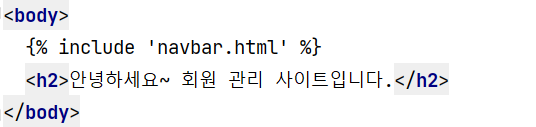 <body>
{% include 'navbar.html' %}
<h2>안녕하세요~ 회원 관리 사이트입니다.</h2>
</body>